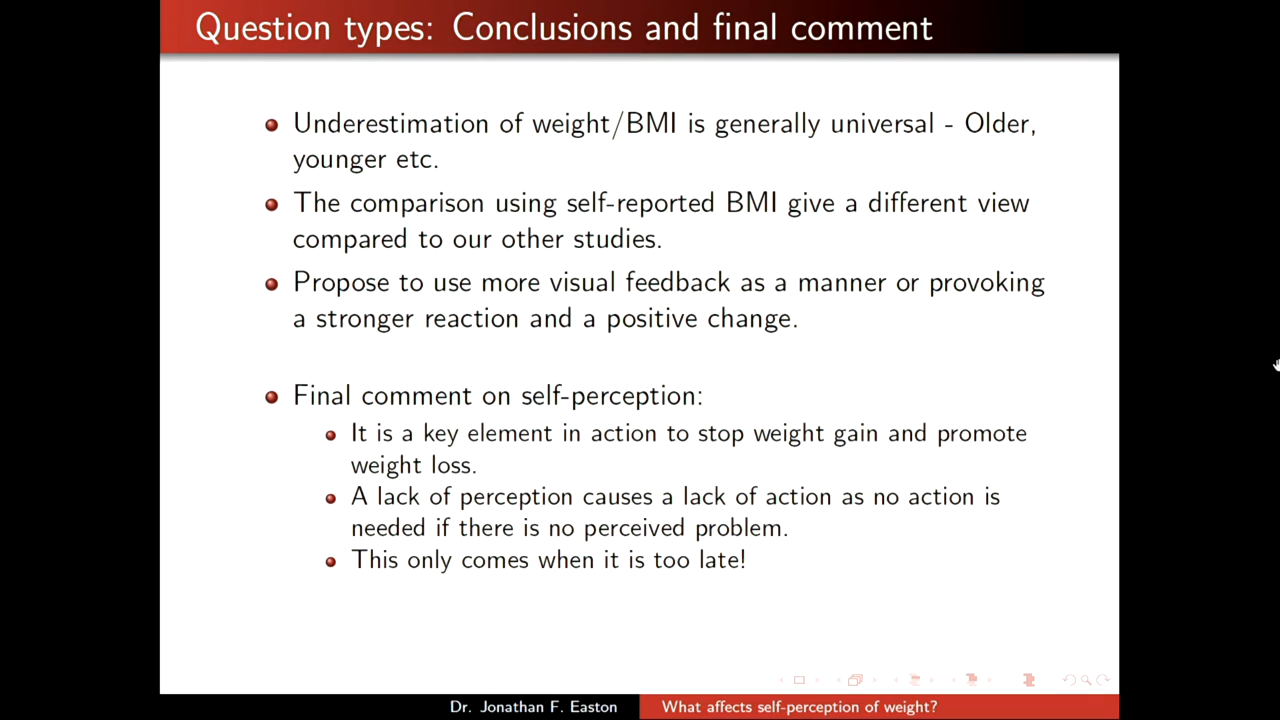 Question types: Conclusions and final comment
Underestimation of weight/BMI is generally universal - Older,
younger etc.
The comparison using self-reported BMI give a different view
compared to our other studies.
Propose to use more visual feedback as a manner or provoking
a stronger reaction and a positive change.
Final comment on self-perception:
It is a key element in action to stop weight gain and promote
weight loss.
A lack of perception causes a lack of action as no action is
needed if there is no perceived problem.
This only comes when it is too late!
Dr. Jonathan F. Easton
What affects self-perception of weight?